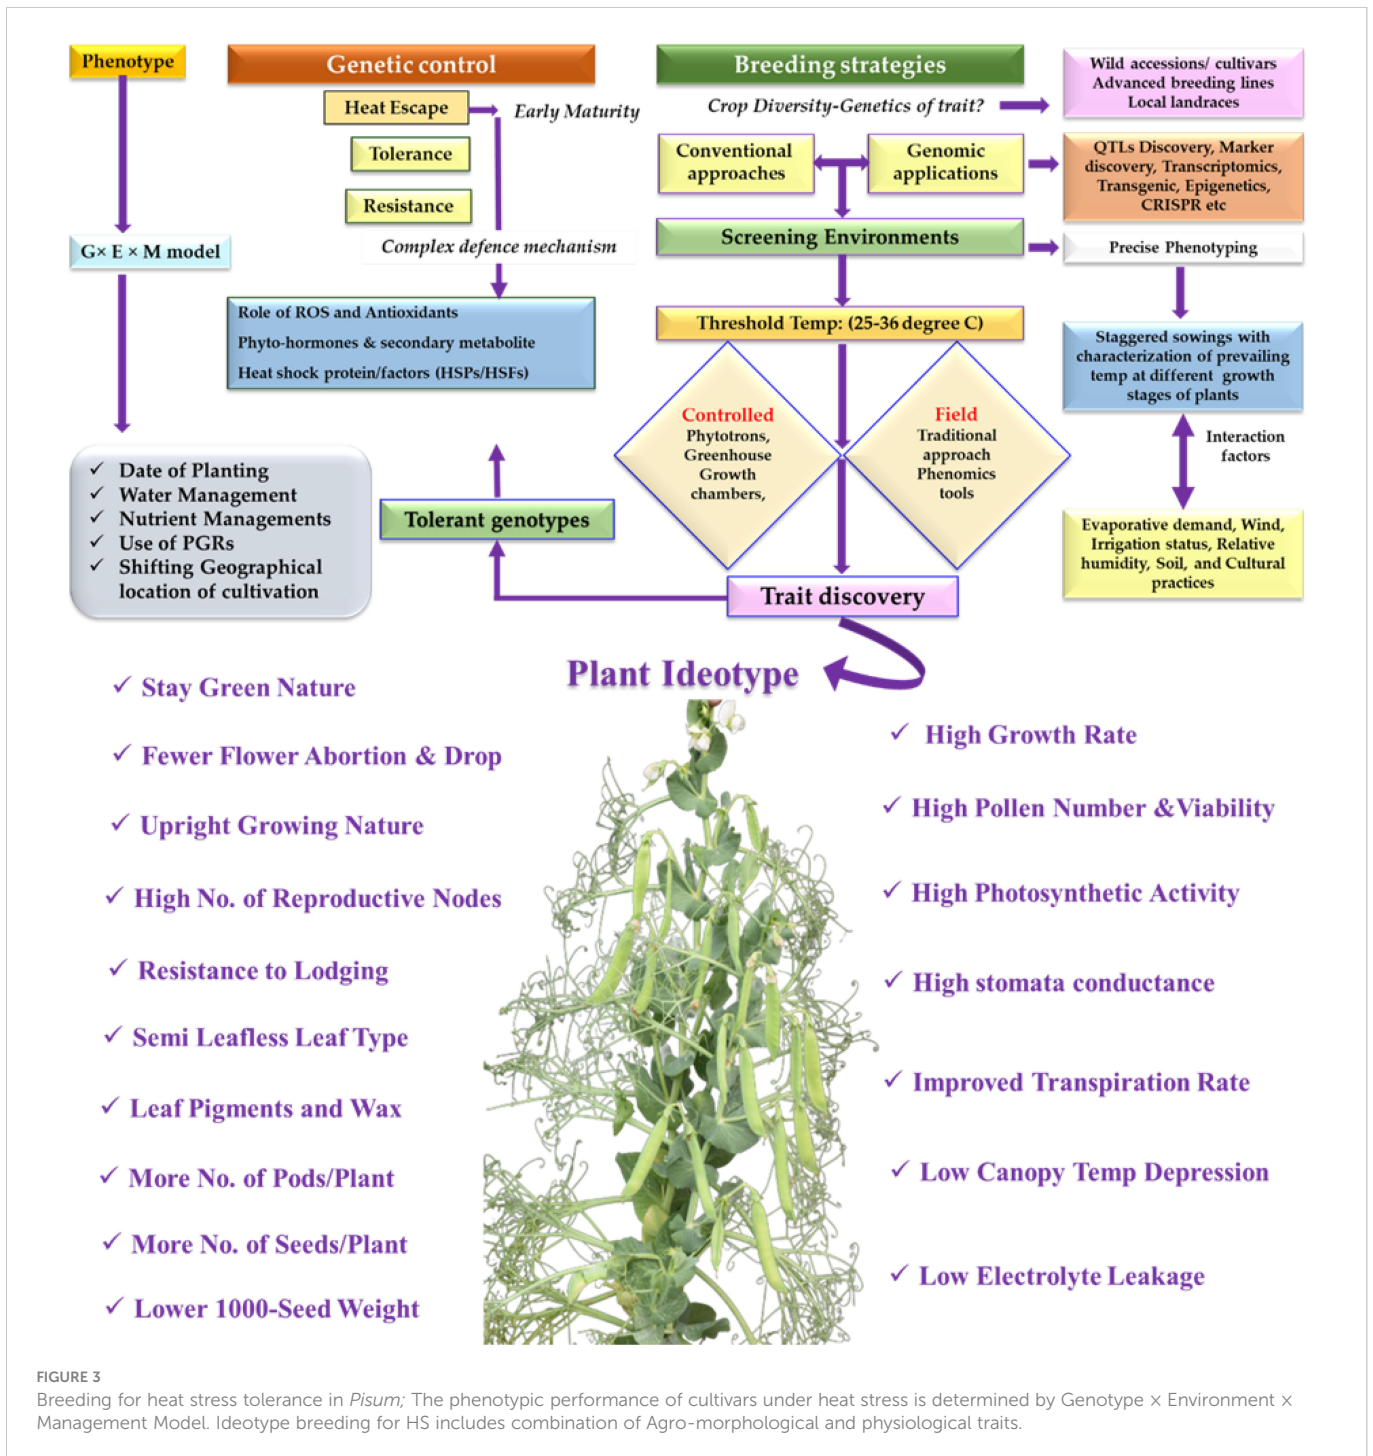 Phenotype
G× E × M model
✓ Date of Planting
✓ Water Management
✓ Nutrient Managements
✓ Use of PGRs
✓ Shifting Geographical
location of cultivation
Genetic control
Heat Escape
Early Maturity
Tolerance
Resistance
Complex defence mechanism
Role of ROS and Antioxidants
Phyto-hormones & secondary metabolite
Heat shock protein/factors (HSPs/HSFs)
Tolerant genotypes
Breeding strategies
Crop Diversity-Genetics of trait?
Conventional
approaches
Genomic
applications
Screening Environments
Threshold Temp: (25-36 degree C)
Controlled
Phytotrons,
Greenhouse
Growth
chambers,
Field
Traditional
approach
Phenomics
tools
Trait discovery
Wild accessions/ cultivars
Advanced breeding lines
Local landraces
QTLs Discovery, Marker
discovery, Transcriptomics,
Transgenic, Epigenetics,
CRISPR etc
Precise Phenotyping
Staggered sowings with
characterization of prevailing
temp at different growth
stages of plants
Interaction
factors
Evaporative demand, Wind,
Irrigation status, Relative
humidity, Soil, and Cultural
practices
Plant Ideotype
✓ Stay Green Nature
✓ Fewer Flower Abortion & Drop
✓ Upright Growing Nature
✓ High No. of Reproductive Nodes
✓ Resistance to Lodging
✓ Semi Leafless Leaf Type
✓ Leaf Pigments and Wax
✓ More No. of Pods/Plant
✓ More No. of Seeds/Plant
✓ Lower 1000-Seed Weight
✓ High Growth Rate
✓ High Pollen Number &Viability
✓ High Photosynthetic Activity
✓ High stomata conductance
✓ Improved Transpiration Rate
✓ Low Canopy Temp Depression
✓ Low Electrolyte Leakage
FIGURE 3
Breeding for heat stress tolerance in Pisum; The phenotypic performance of cultivars under heat stress is determined by Genotype × Environment ×
Management Model. Ideotype breeding for HS includes combination of Agro-morphological and physiological traits.